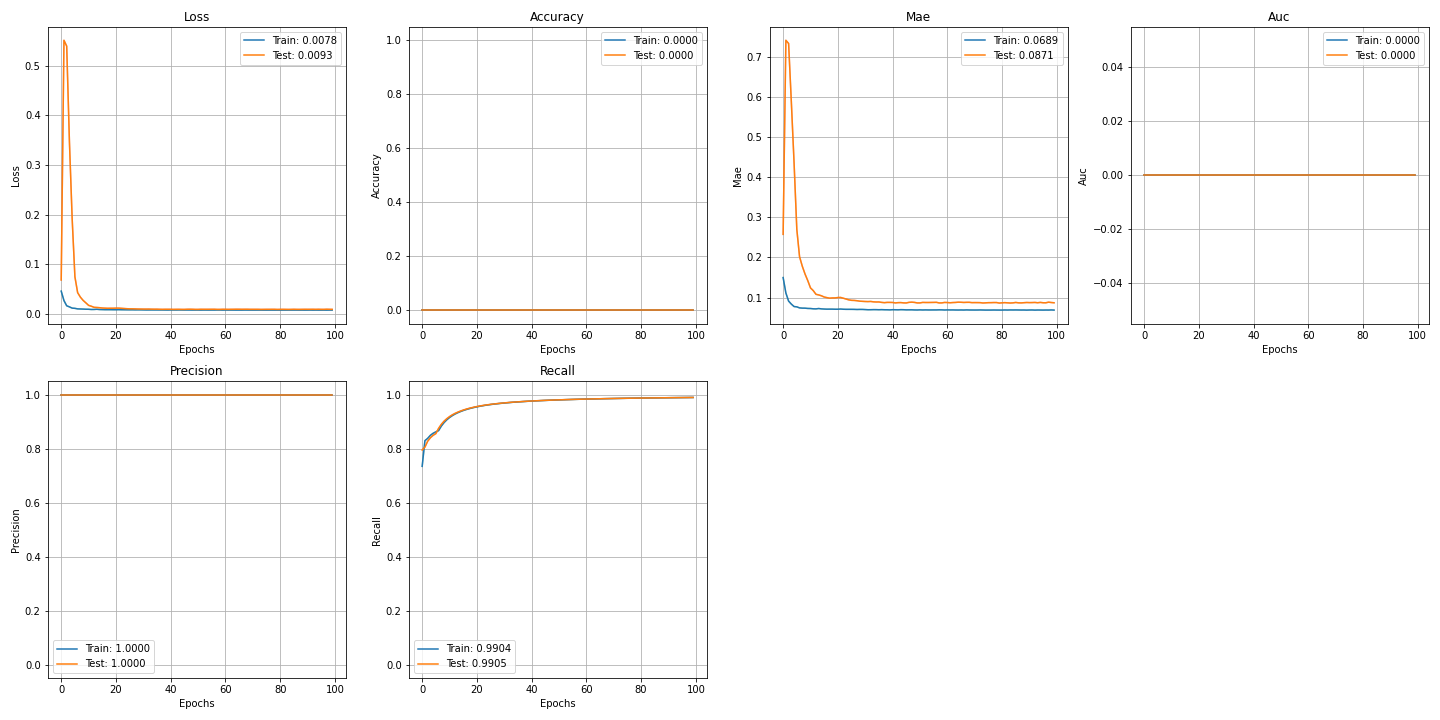 Loss
Train: 0.0078
Test: 0.0093
0.5
0.4
0.3
0.2
0.1
0.0
Loss
0 20 40 60 80 100
Epochs
Accuracy
Train: 0.0000
Test: 0.0000
1.0
0.8
0.6
0.4
0.2
0.0
Accuracy
0 20 40 60 80 100
Epochs
Mae
Train: 0.0689
Test: 0.0871
0.7
0.6
0.5
0.4
0.3
0.2
0.1
Mae
0 20 40 60 80 100
Epochs
Auc
Train: 0.0000
Test: 0.0000
0.04
0.02
0.00
−0.02
−0.04
Auc
0 20 40 60 80 100
Epochs
Precision
1.0
0.8
0.6
0.4
0.2
0.0
Precision
Train: 1.0000
Test: 1.0000
0 20 40 60 80 100
Epochs
Recall
1.0
0.8
0.6
0.4
0.2
0.0
Recall
Train: 0.9904
Test: 0.9905
0 20 40 60 80 100
Epochs